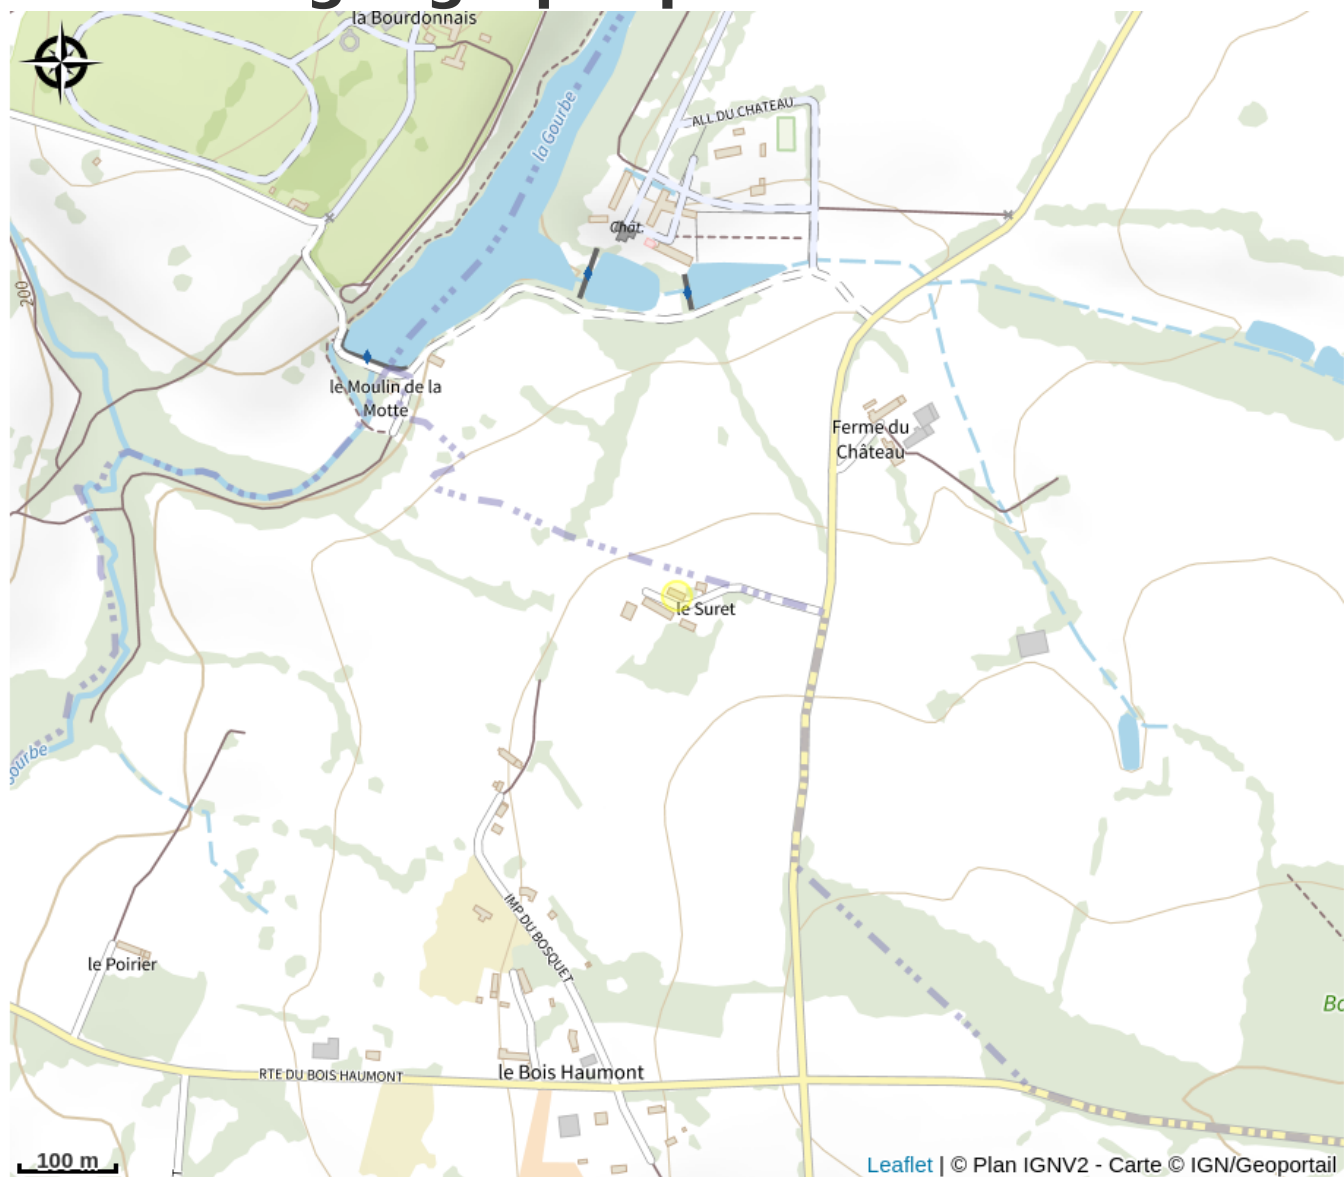 la Bourdonnais
la Gourbe
ALL DU CHATEAU
Chât.
200
le Moulin de la
Motte
Ferme du
Château
le Suret
Gourbe
IMP DU BOSQUET
le Poirier
RTE DU BOIS HAUMONT
le Bois Haumont
100 m
Leaflet | © Plan IGNV2 - Carte © IGN/Geoportail